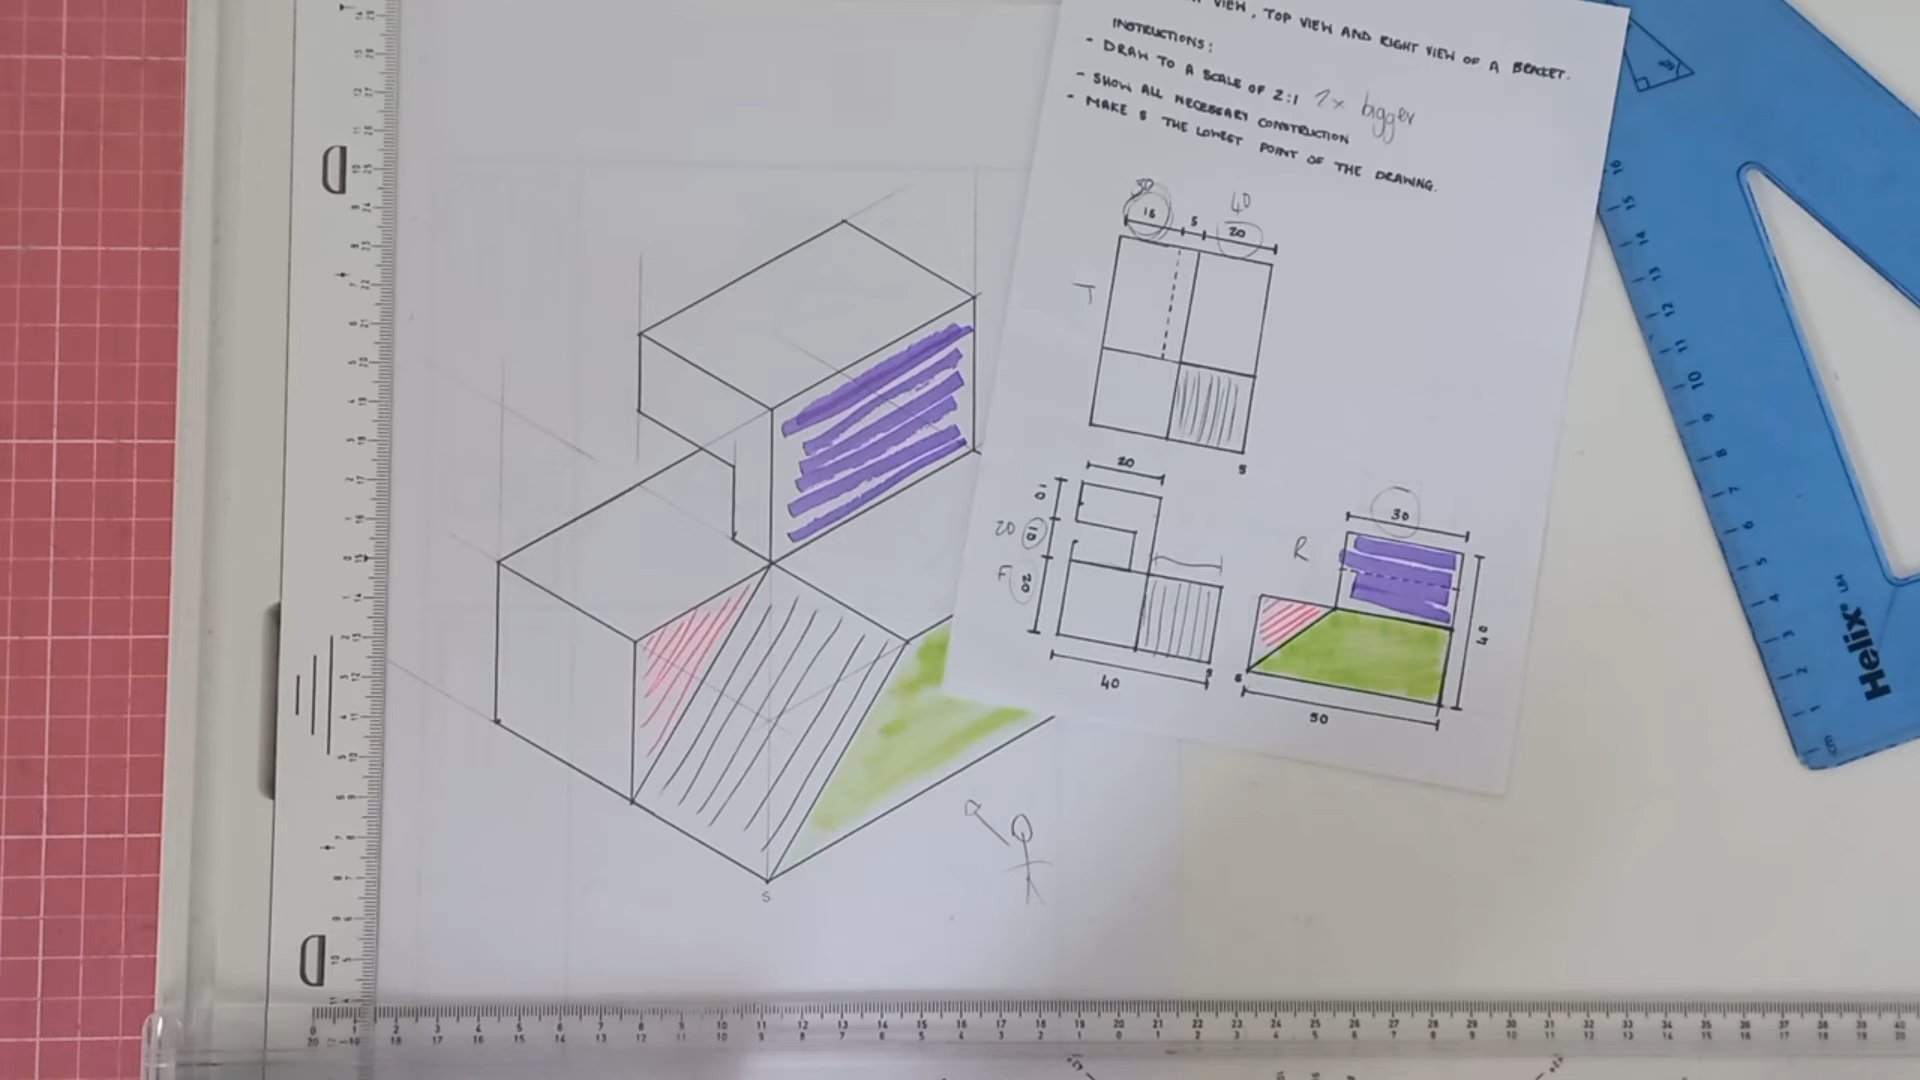 VIEW, TOP VIEW AND RIGHT VIEW OF A BRACKET.
INSTRUCTIONS:
- DRAW TO A SCALE OF 2:1 2x bigger
- SHOW ALL NECESSARY CONSTRUCTION
- MAKE S THE LOWEST POINT OF THE DRAWING.
30 40
15 5 20
T
S
20
10
20 10
F 20
S
40
R
30
40
S
50
S
Helix
cm